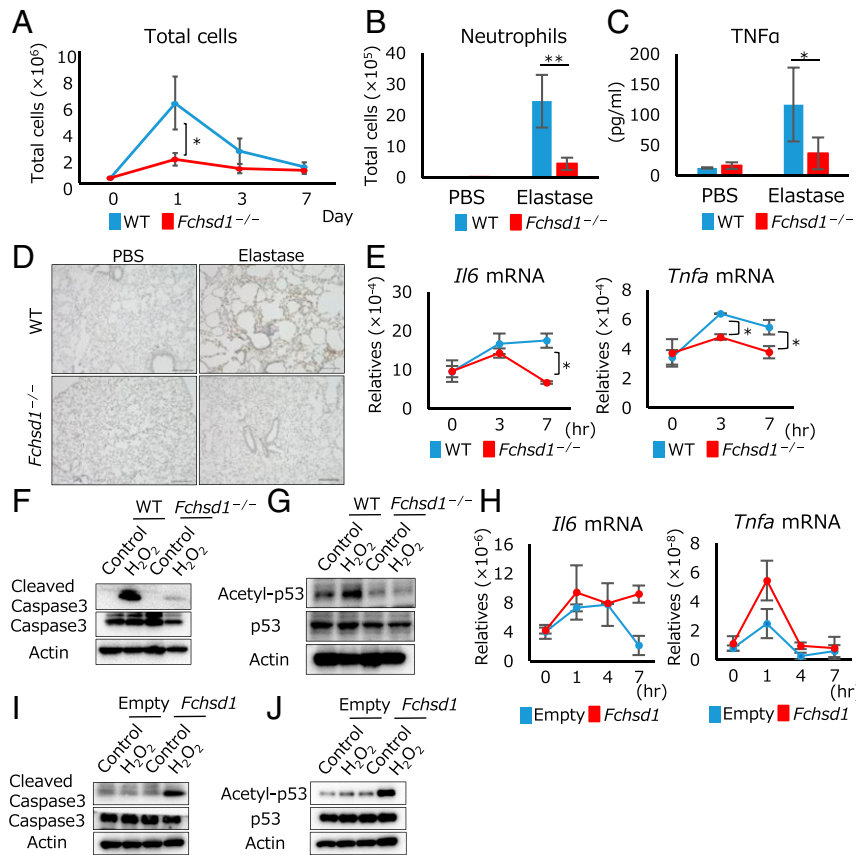 A
Total cells
Total cells (×10⁶)
10
8
6
4
2
0
0 1 3 7
Day
WT Fchsd1⁻/⁻
B
Neutrophils
Total cells (×10⁵)
40
30
20
10
0
**
PBS Elastase
WT Fchsd1⁻/⁻
C
TNFα
(pg/ml)
200
150
100
50
0
*
PBS Elastase
WT Fchsd1⁻/⁻
*
D
PBS Elastase
WT
Fchsd1⁻/⁻
E
Il6 mRNA
Relatives (×10⁻⁴)
30
20
10
0
*
0 3 7
(hr)
WT Fchsd1⁻/⁻
Tnfa mRNA
Relatives (×10⁻⁴)
8
6
4
2
0
*
*
0 3 7
(hr)
WT Fchsd1⁻/⁻
F
WT Fchsd1⁻/⁻
Control H₂O₂ Control H₂O₂
Cleaved
Caspase3
Caspase3
Actin
G
WT Fchsd1⁻/⁻
Control H₂O₂ Control H₂O₂
Acetyl-p53
p53
Actin
H
Il6 mRNA
Relatives (×10⁻⁶)
16
12
8
4
0
0 1 4 7
(hr)
Empty Fchsd1
Tnfa mRNA
Relatives (×10⁻⁸)
8
6
4
2
0
0 1 4 7
(hr)
Empty Fchsd1
I
Empty Fchsd1
Control H₂O₂ Control H₂O₂
Cleaved
Caspase3
Caspase3
Actin
J
Empty Fchsd1
Control H₂O₂ Control H₂O₂
Acetyl-p53
p53
Actin